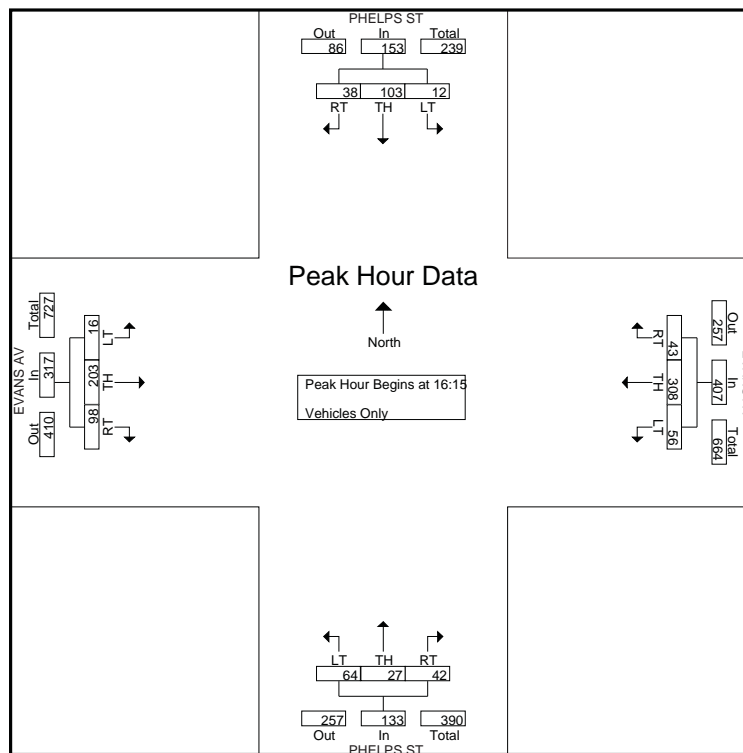 PHELPS ST
Out In Total
86 153 239
38 103 12
RT TH LT
Peak Hour Data
North
Peak Hour Begins at 16:15
Vehicles Only
EVANS AV
Total In Out
727 317 410
16 203 98
LT TH RT
RT TH LT
43 308 56
257 407 664
Out In Total
LT TH RT
64 27 42
257 133 390
Out In Total
PHELPS ST